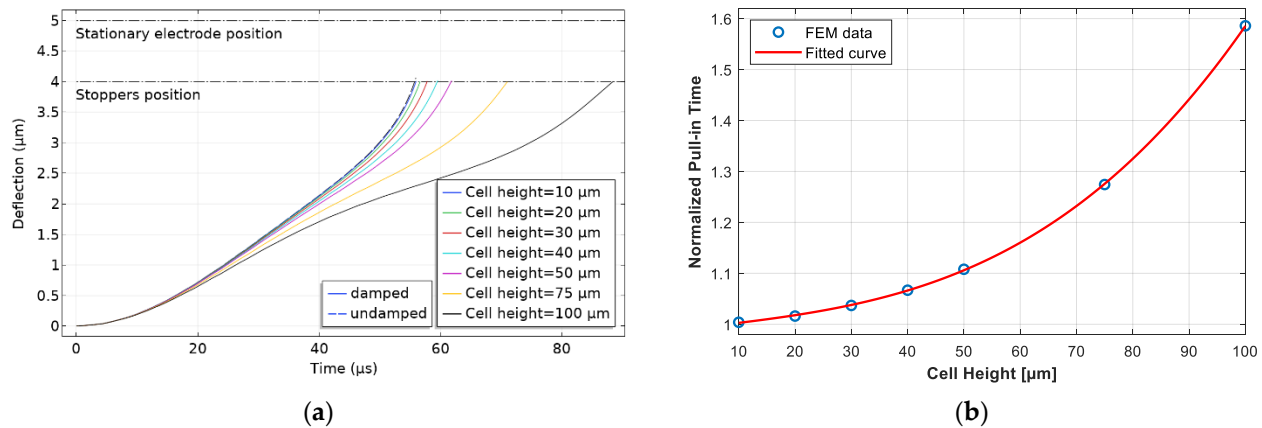 5
Stationary electrode position
4.5
4
Stoppers position
3.5
3
2.5
2
1.5
1
0.5
0
Deflection (μm)
Cell height=10 μm
Cell height=20 μm
Cell height=30 μm
Cell height=40 μm
Cell height=50 μm
Cell height=75 μm
Cell height=100 μm
damped
undamped
0 20 40 60 80
Time (μs)
(a)
1.6
1.5
1.4
1.3
1.2
1.1
1
Normalized Pull-in Time
FEM data
Fitted curve
10 20 30 40 50 60 70 80 90 100
Cell Height [μm]
(b)